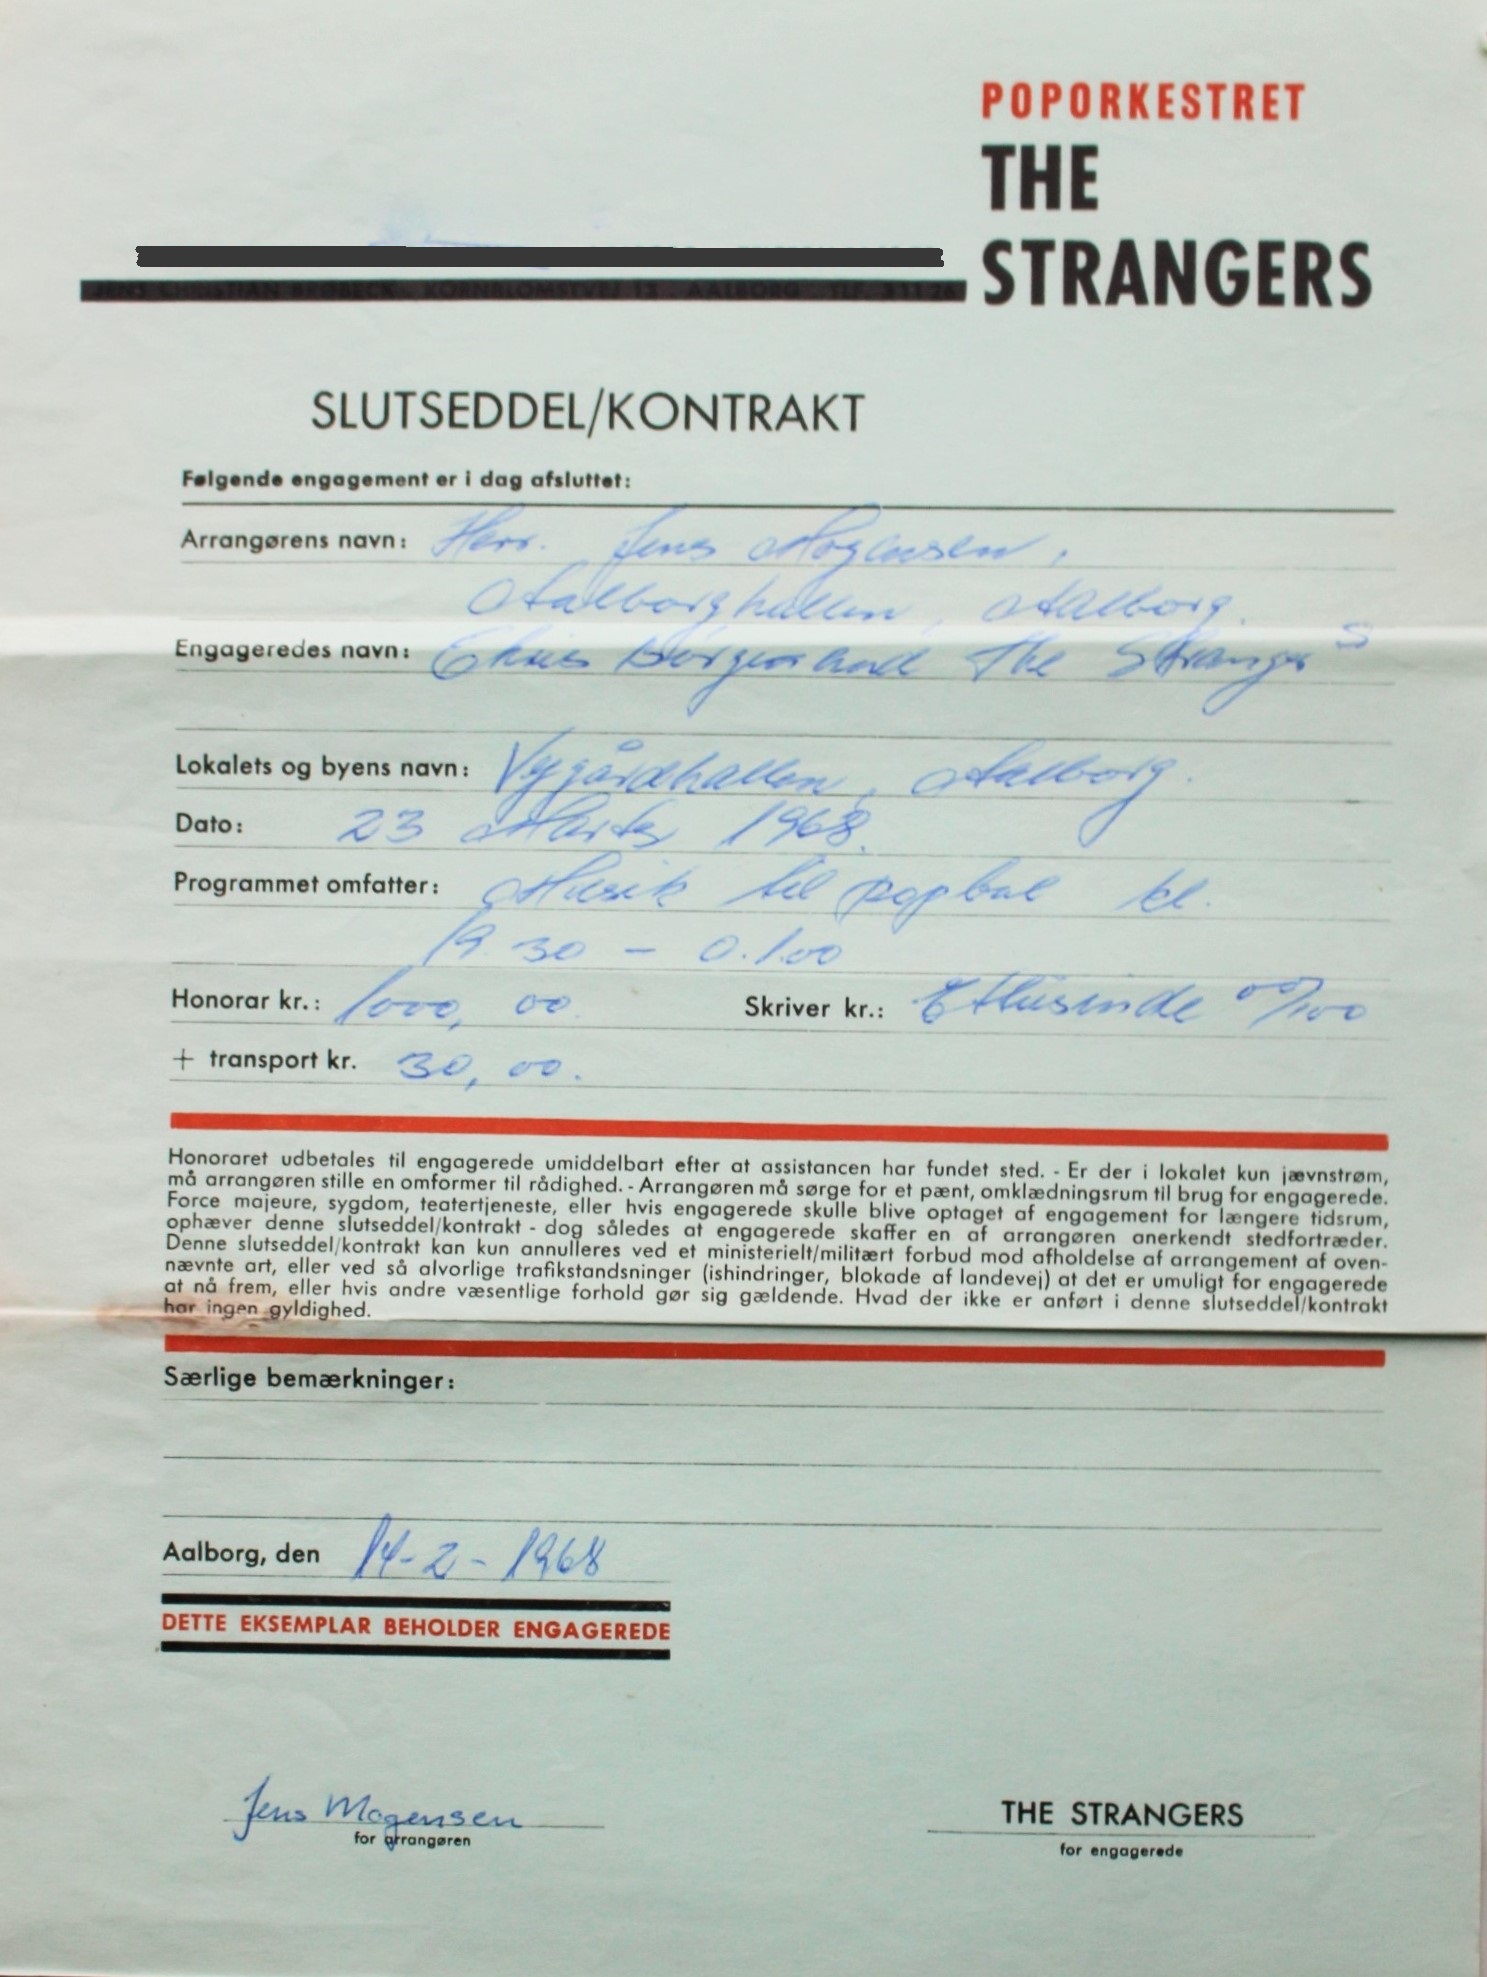 POPORKESTRET
THE
STRANGERS
SLUTSEDDEL/KONTRAKT
Følgende engagement er i dag afsluttet:
Arrangørens navn: Herr. Jens Mogensen,
Aalborghallen, Aalborg.
Engageredes navn: and The Strangers
Lokalets og byens navn: Vejgårdhallen, Aalborg.
Dato: 23 Marts 1968.
Programmet omfatter: Musik til popbal kl.
19.30 - 0.1.00
Honorar kr.: 1000,00 Skriver kr.: Ettusinde 00/100
+ transport kr. 30,00.
Honoraret udbetales til engagerede umiddelbart efter at assistancen har fundet sted. - Er der i lokalet kun jævnstrøm,
må arrangøren stille en omformer til rådighed. - Arrangøren må sørge for et pænt, omklædningsrum til brug for engagerede.
Force majeure, sygdom, teatertjeneste, eller hvis engagerede skulle blive optaget af engagement for længere tidsrum,
ophæver denne slutseddel/kontrakt - dog således at engagerede skaffer en af arrangøren anerkendt stedfortræder.
Denne slutseddel/kontrakt kan kun annulleres ved et ministerielt/militært forbud mod afholdelse af arrangement af oven-
nævnte art, eller ved så alvorlige trafikstandsninger (ishindringer, blokade af landevej) at det er umuligt for engagerede
at nå frem, eller hvis andre væsentlige forhold gør sig gældende. Hvad der ikke er anført i denne slutseddel/kontrakt
har ingen gyldighed.
Særlige bemærkninger:
Aalborg, den 14-2-1968
DETTE EKSEMPLAR BEHOLDER ENGAGEREDE
Jens Mogensen
for arrangøren
THE STRANGERS
for engagerede